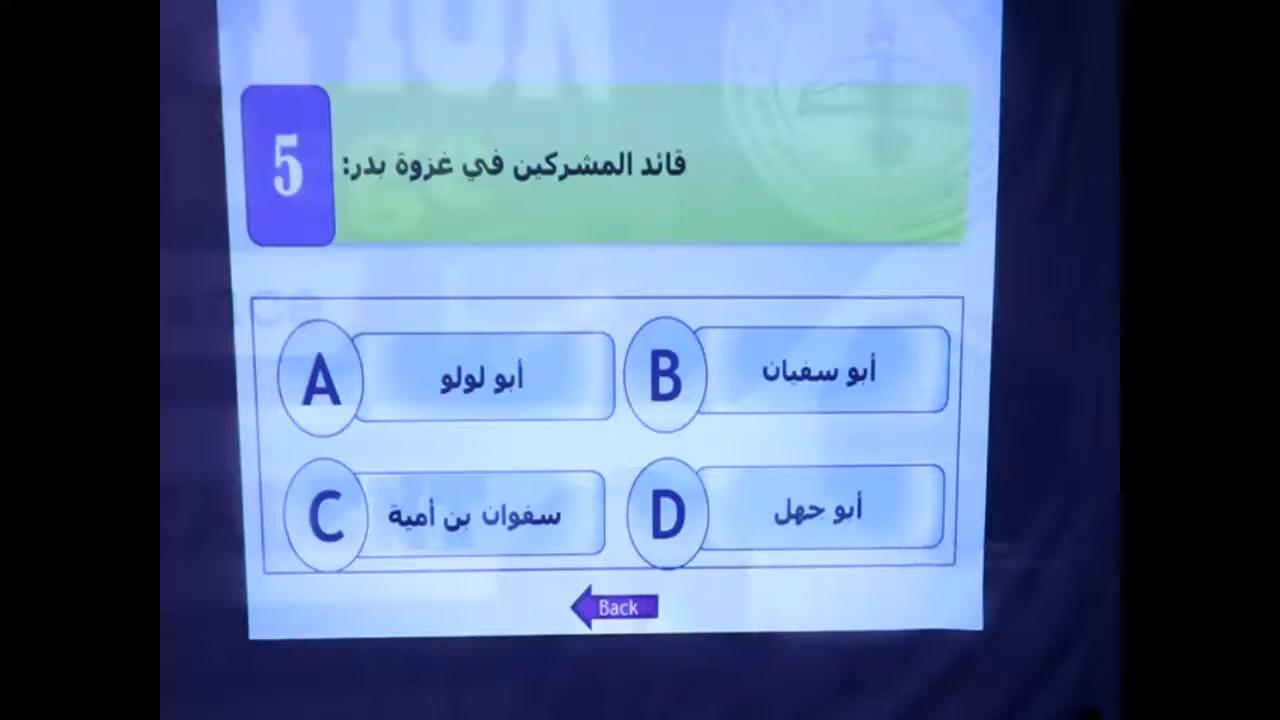 5
قائد المشركين في غزوة بدر:
A
أبو لولو
B
أبو سفيان
C
سفوان بن أمية
D
أبو جهل
Back